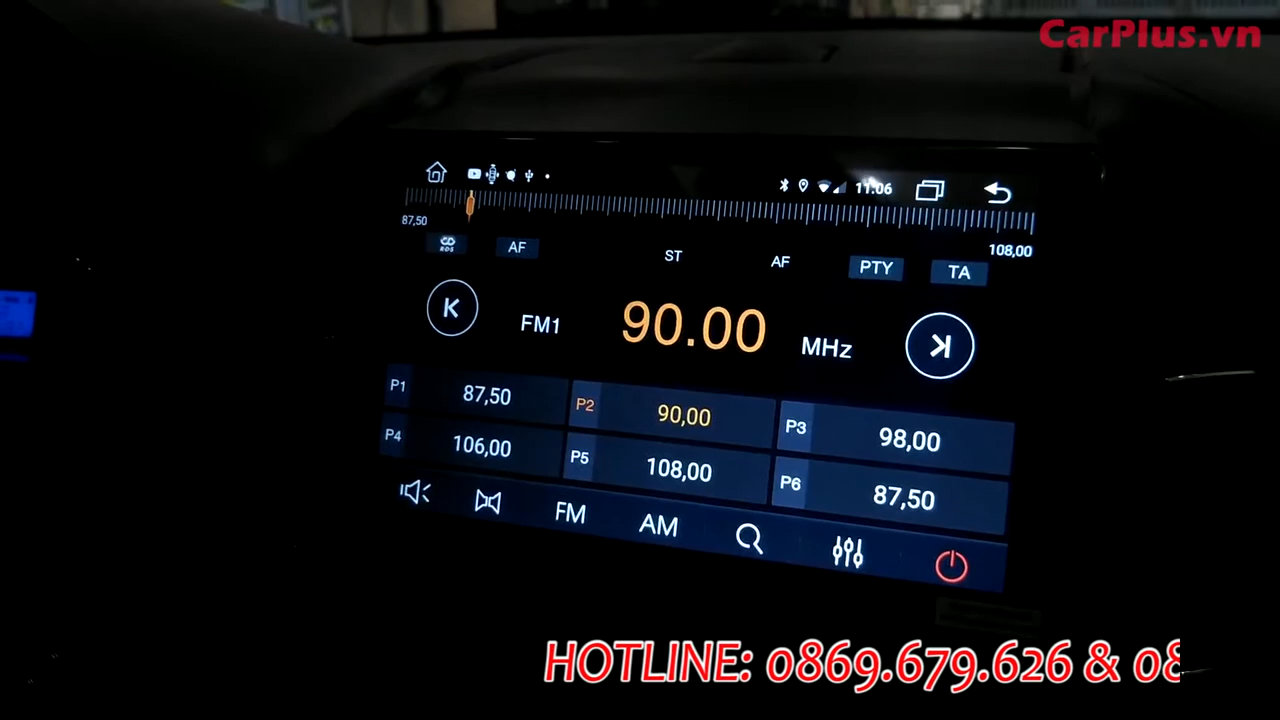 CarPlus.vn
11:06
87,50
108,00
RDS AF ST AF PTY TA
FM1 90.00 MHz
P1 87,50 P2 90,00 P3 98,00
P4 106,00 P5 108,00 P6 87,50
FM AM
HOTLINE: 0869.679.626 & 08